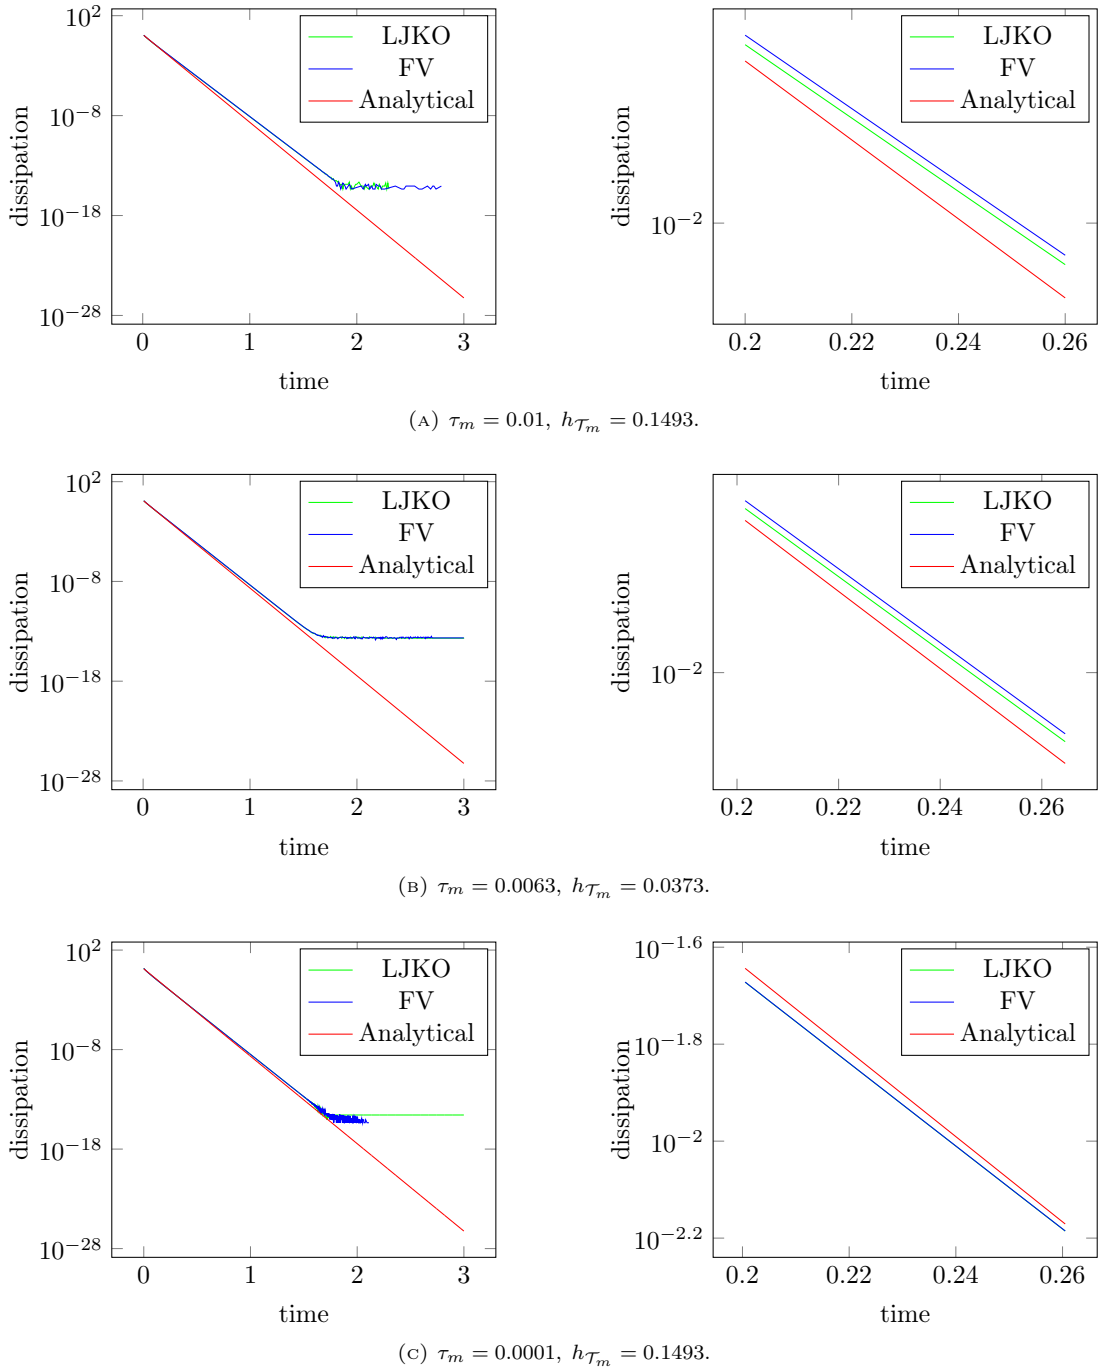 10^2
10^{-8}
10^{-18}
10^{-28}
0 1 2 3
time
dissipation
LJKO
FV
Analytical
10^{-2}
0.2 0.22 0.24 0.26
time
dissipation
LJKO
FV
Analytical
(A) τ_m = 0.01, h_{𝒯_m} = 0.1493.
10^2
10^{-8}
10^{-18}
10^{-28}
0 1 2 3
time
dissipation
LJKO
FV
Analytical
10^{-2}
0.2 0.22 0.24 0.26
time
dissipation
LJKO
FV
Analytical
(B) τ_m = 0.0063, h_{𝒯_m} = 0.0373.
10^2
10^{-8}
10^{-18}
10^{-28}
0 1 2 3
time
dissipation
LJKO
FV
Analytical
10^{-1.6}
10^{-1.8}
10^{-2}
10^{-2.2}
0.2 0.22 0.24 0.26
time
dissipation
LJKO
FV
Analytical
(C) τ_m = 0.0001, h_{𝒯_m} = 0.1493.